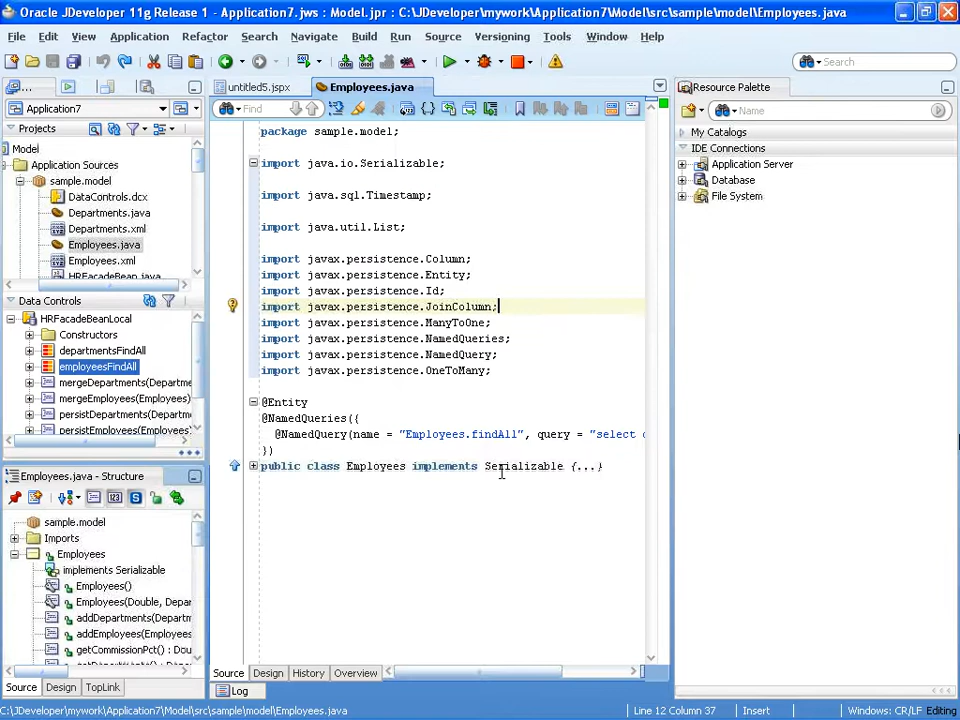 Oracle JDeveloper 11g Release 1 - Application7.jws : Model.jpr : C:\JDeveloper\mywork\Application7\Model\src\sample\model\Employees.java
File Edit View Application Refactor Search Navigate Build Run Source Versioning Tools Window Help
Search
...
untitled5.jspx
Employees.java
Resource Palette
Application7
Find
Name
Projects
My Catalogs
IDE Connections
Application Server
Database
File System
Model
Application Sources
sample.model
DataControls.dcx
Departments.java
Departments.xml
Employees.java
Employees.xml
HRFacadeBean.java
Data Controls
HRFacadeBeanLocal
Constructors
departmentsFindAll
employeesFindAll
mergeDepartments(Departm
mergeEmployees(Employees)
persistDepartments(Departm
persistEmployees(Employees
Employees.java - Structure
sample.model
Imports
Employees
implements Serializable
Employees()
Employees(Double, Depar
addDepartments(Departm
addEmployees(Employees
getCommissionPct() : Dou
Source Design TopLink
package sample.model;
import java.io.Serializable;
import java.sql.Timestamp;
import java.util.List;
import javax.persistence.Column;
import javax.persistence.Entity;
import javax.persistence.Id;
import javax.persistence.JoinColumn;
import javax.persistence.ManyToOne;
import javax.persistence.NamedQueries;
import javax.persistence.NamedQuery;
import javax.persistence.OneToMany;
@Entity
@NamedQueries({
@NamedQuery(name = "Employees.findAll", query = "select o
})
public class Employees implements Serializable {...}
Source Design History Overview
Log
C:\JDeveloper\mywork\Application7\Model\src\sample\model\Employees.java
Line 12 Column 37
Insert
Windows: CR/LF
Editing